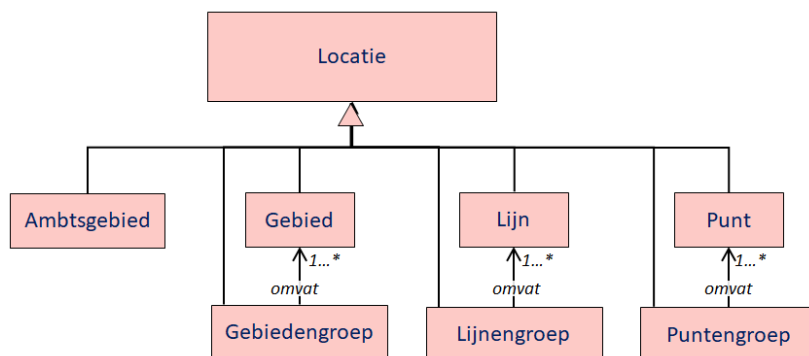 Locatie
Ambtsgebied
Gebied
Lijn
Punt
1...*
1...*
1...*
omvat
omvat
omvat
Gebiedengroep
Lijnengroep
Puntengroep